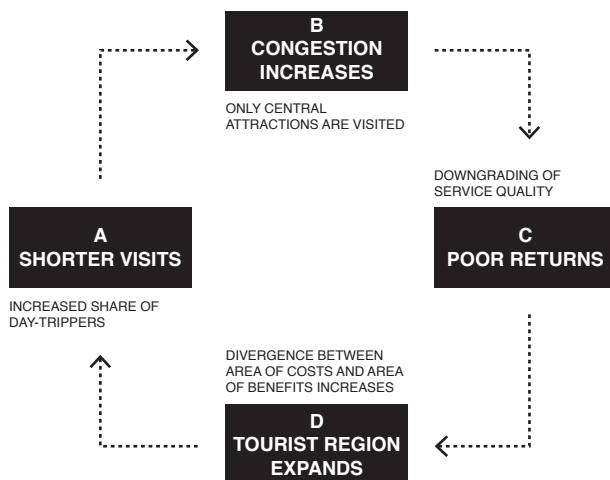 B
CONGESTION
INCREASES
ONLY CENTRAL
ATTRACTIONS ARE VISITED
DOWNGRADING OF
SERVICE QUALITY
A
SHORTER VISITS
C
POOR RETURNS
INCREASED SHARE OF
DAY-TRIPPERS
DIVERGENCE BETWEEN
AREA OF COSTS AND AREA
OF BENEFITS INCREASES
D
TOURIST REGION
EXPANDS